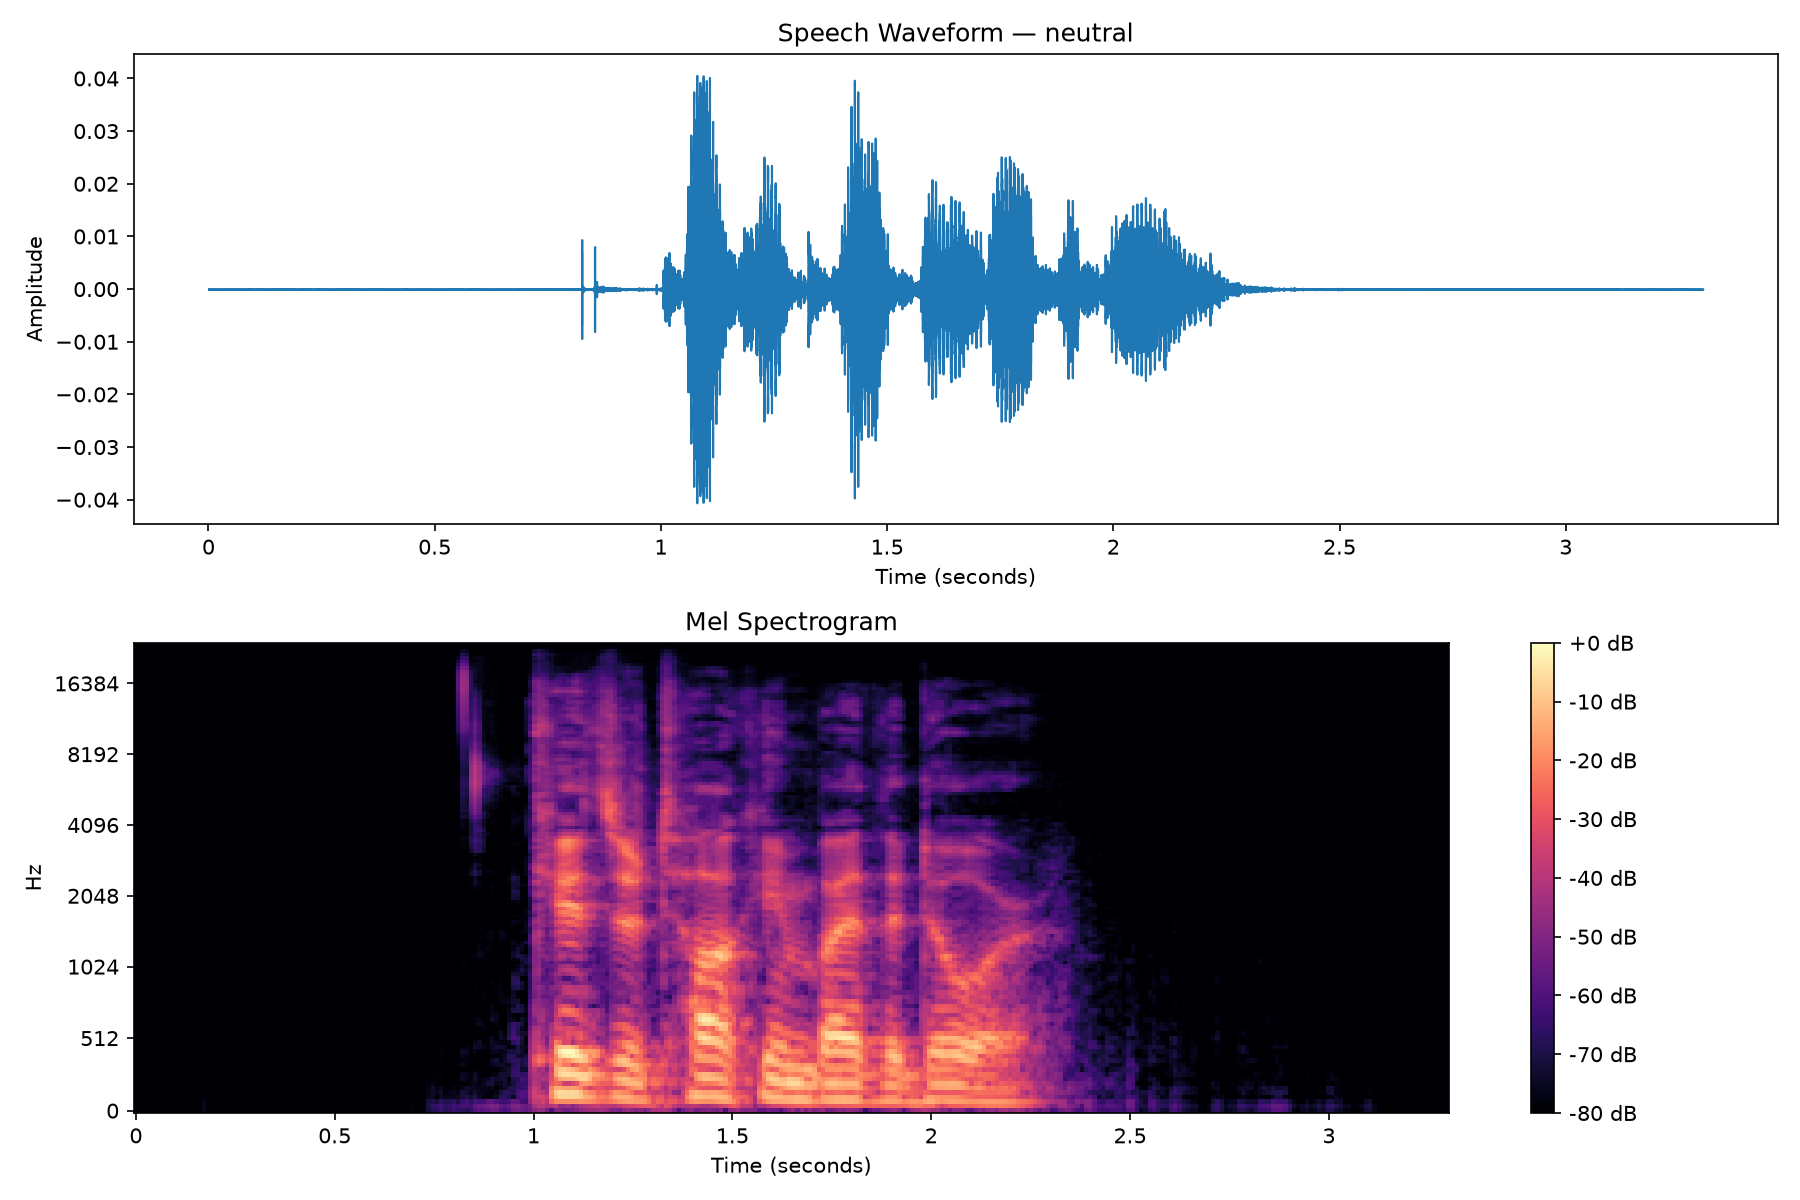 Speech Waveform — neutral
Amplitude
0.04
0.03
0.02
0.01
0.00
−0.01
−0.02
−0.03
−0.04
0 0.5 1 1.5 2 2.5 3
Time (seconds)
Mel Spectrogram
Hz
16384
8192
4096
2048
1024
512
0
0 0.5 1 1.5 2 2.5 3
Time (seconds)
+0 dB
-10 dB
-20 dB
-30 dB
-40 dB
-50 dB
-60 dB
-70 dB
-80 dB